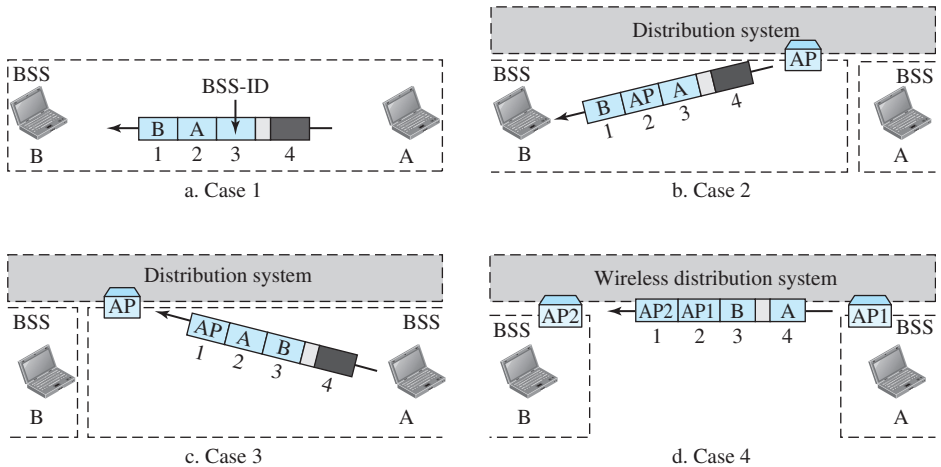 BSS
BSS-ID
B A
1 2 3 4
B
A
a. Case 1
Distribution system
AP
BSS
BSS
B AP A
1 2 3 4
B
A
b. Case 2
Distribution system
AP
BSS
BSS
AP A B
1 2 3 4
B
A
c. Case 3
Wireless distribution system
AP2
AP1
BSS
BSS
AP2 AP1 B A
1 2 3 4
B
A
d. Case 4